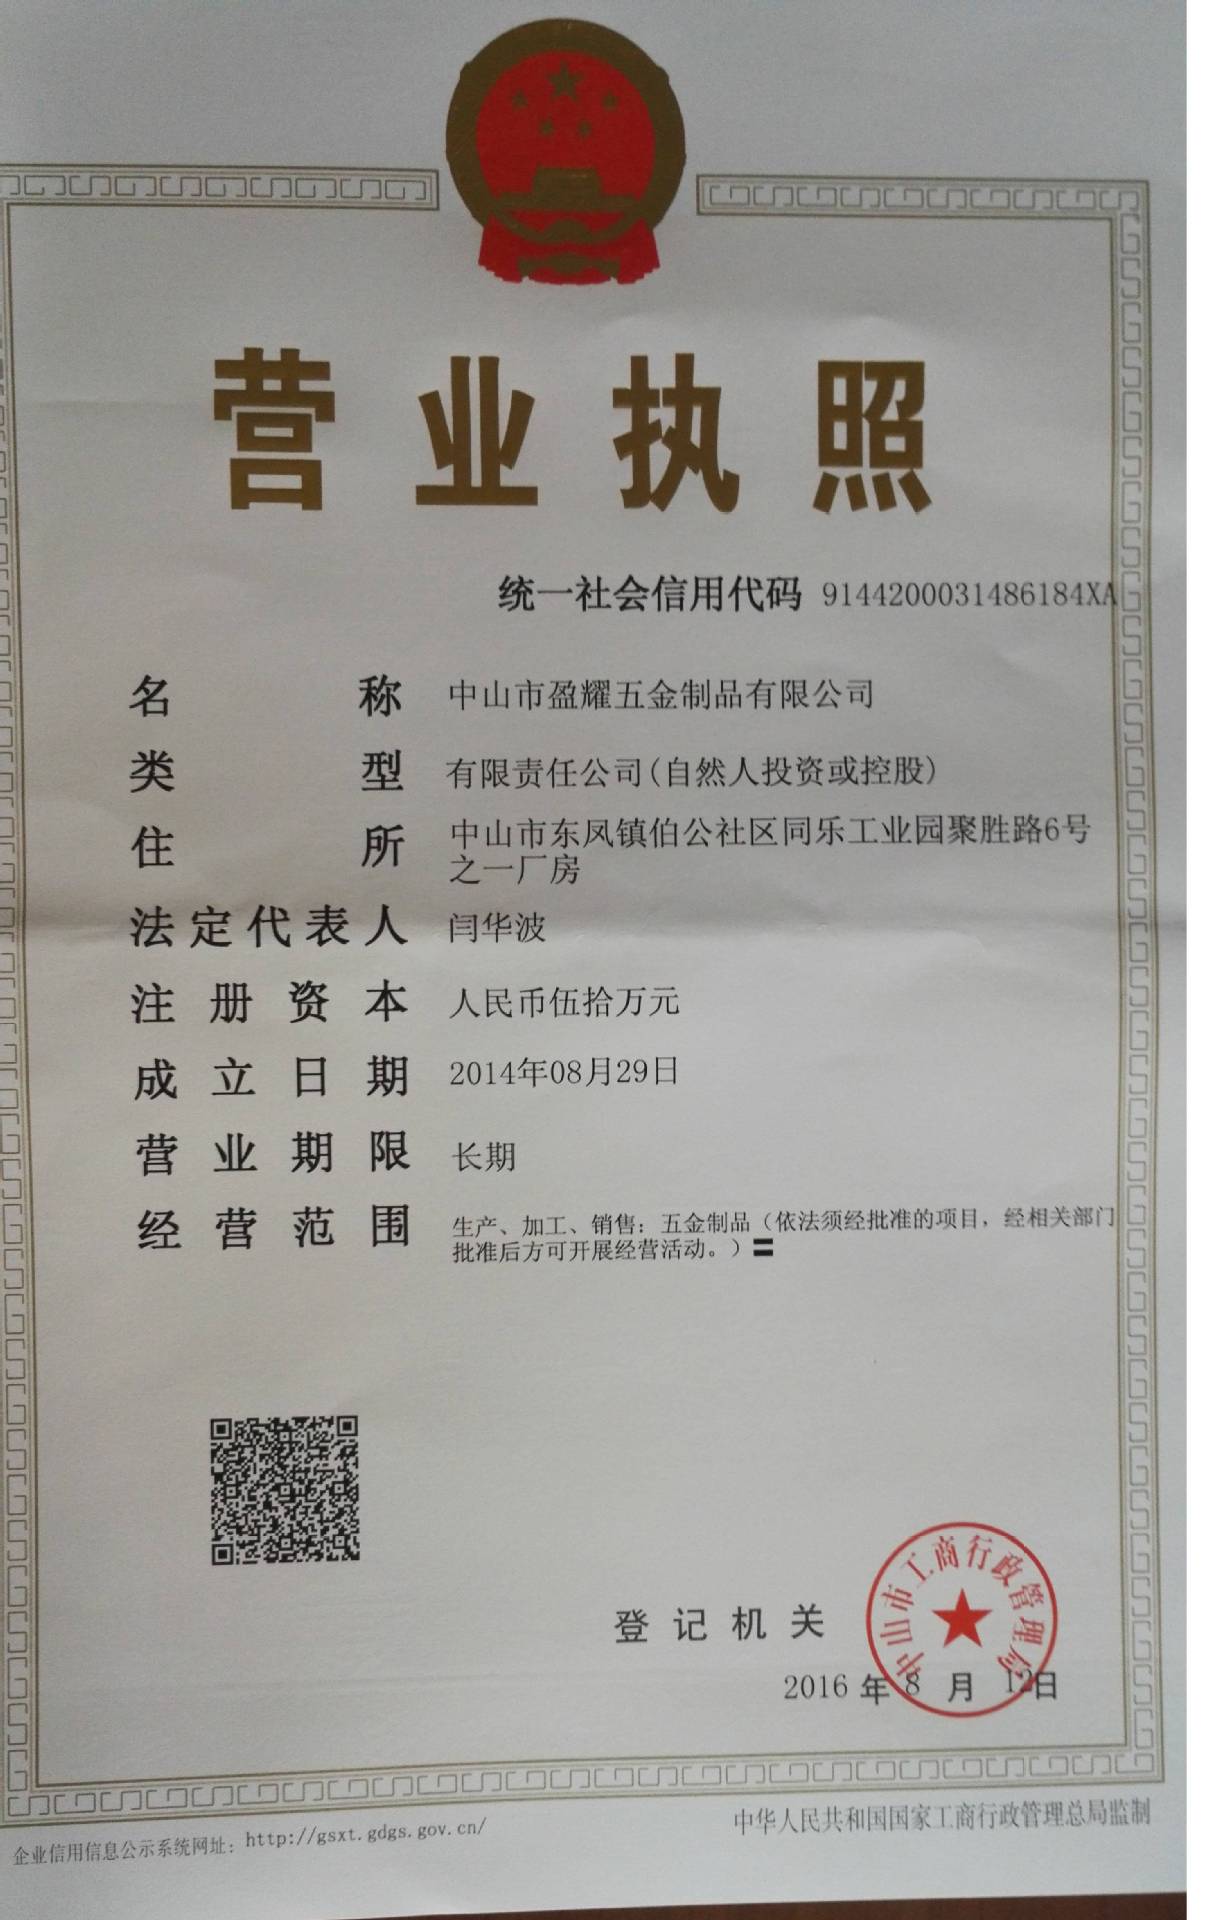 营业执照
统一社会信用代码 9144200031486184XA
名称 中山市盈耀五金制品有限公司
类型 有限责任公司(自然人投资或控股)
住所 中山市东凤镇伯公社区同乐工业园聚胜路6号
之一厂房
法定代表人 闫华波
注册资本 人民币伍拾万元
成立日期 2014年08月29日
营业期限 长期
经营范围 生产、加工、销售：五金制品（依法须经批准的项目，经相关部门
批准后方可开展经营活动。）〓
中山市工商行政管理局
登记机关
2016 年 8 月 12日
企业信用信息公示系统网址：http://gsxt.gdgs.gov.cn/
中华人民共和国国家工商行政管理总局监制